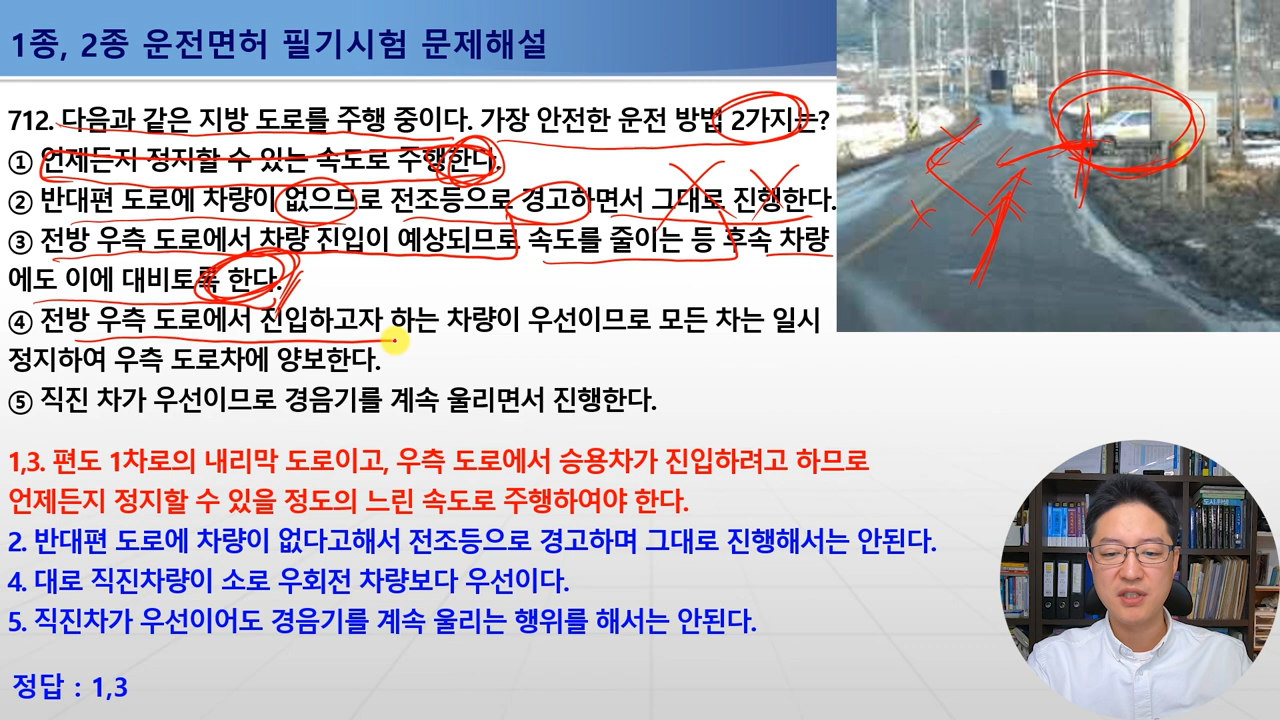 1종, 2종 운전면허 필기시험 문제해설
712. 다음과 같은 지방 도로를 주행 중이다. 가장 안전한 운전 방법 2가지는?
① 언제든지 정지할 수 있는 속도로 주행한다.
② 반대편 도로에 차량이 없으므로 전조등으로 경고하면서 그대로 진행한다.
③ 전방 우측 도로에서 차량 진입이 예상되므로 속도를 줄이는 등 후속 차량
에도 이에 대비토록 한다.
④ 전방 우측 도로에서 진입하고자 하는 차량이 우선이므로 모든 차는 일시
정지하여 우측 도로차에 양보한다.
⑤ 직진 차가 우선이므로 경음기를 계속 울리면서 진행한다.
1,3. 편도 1차로의 내리막 도로이고, 우측 도로에서 승용차가 진입하려고 하므로
언제든지 정지할 수 있을 정도의 느린 속도로 주행하여야 한다.
2. 반대편 도로에 차량이 없다고해서 전조등으로 경고하며 그대로 진행해서는 안된다.
4. 대로 직진차량이 소로 우회전 차량보다 우선이다.
5. 직진차가 우선이어도 경음기를 계속 울리는 행위를 해서는 안된다.
정답 : 1,3